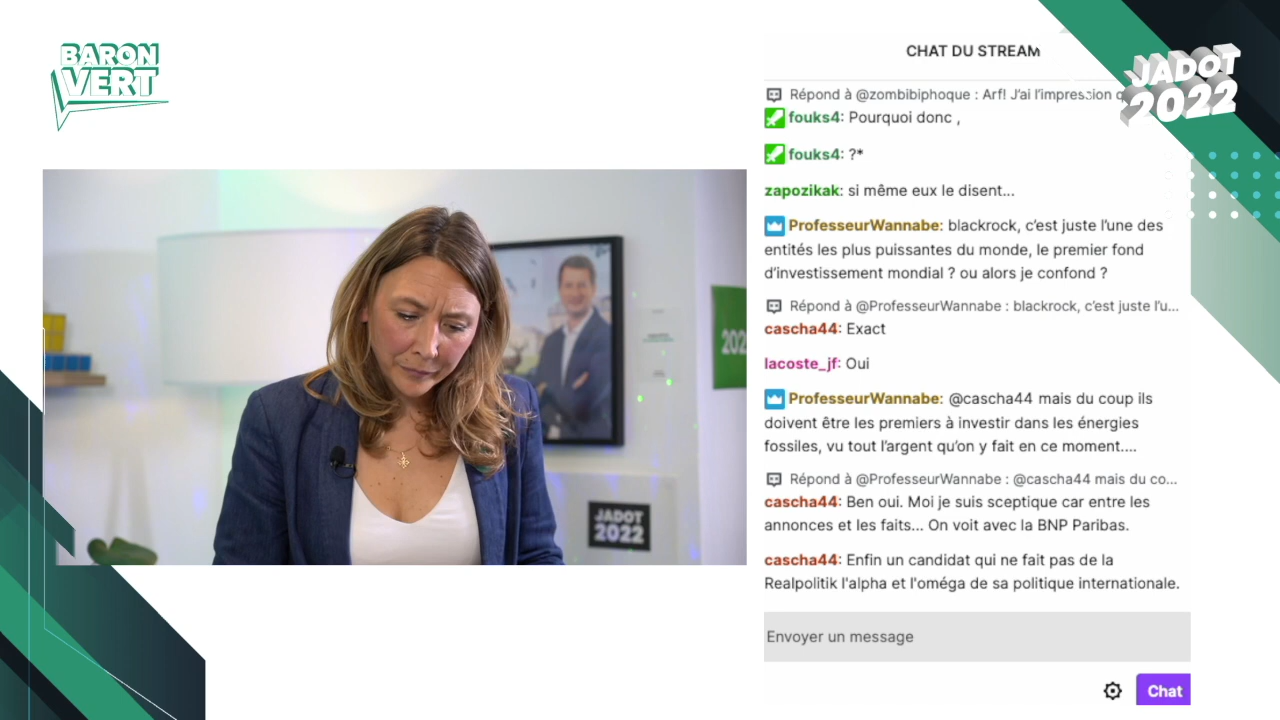 BARON
VERT
JADOT
2022
202
JADOT
2022
CHAT DU STREAM
Répond à @zombibiphoque : Arf! J'ai l'impression q
fouks4: Pourquoi donc ,
fouks4: ?*
zapozikak: si même eux le disent...
ProfesseurWannabe: blackrock, c'est juste l'une des
entités les plus puissantes du monde, le premier fond
d'investissement mondial ? ou alors je confond ?
Répond à @ProfesseurWannabe : blackrock, c'est juste l'u...
cascha44: Exact
lacoste_jf: Oui
ProfesseurWannabe: @cascha44 mais du coup ils
doivent être les premiers à investir dans les énergies
fossiles, vu tout l'argent qu'on y fait en ce moment....
Répond à @ProfesseurWannabe : @cascha44 mais du co...
cascha44: Ben oui. Moi je suis sceptique car entre les
annonces et les faits... On voit avec la BNP Paribas.
cascha44: Enfin un candidat qui ne fait pas de la
Realpolitik l'alpha et l'oméga de sa politique internationale.
Envoyer un message
Chat